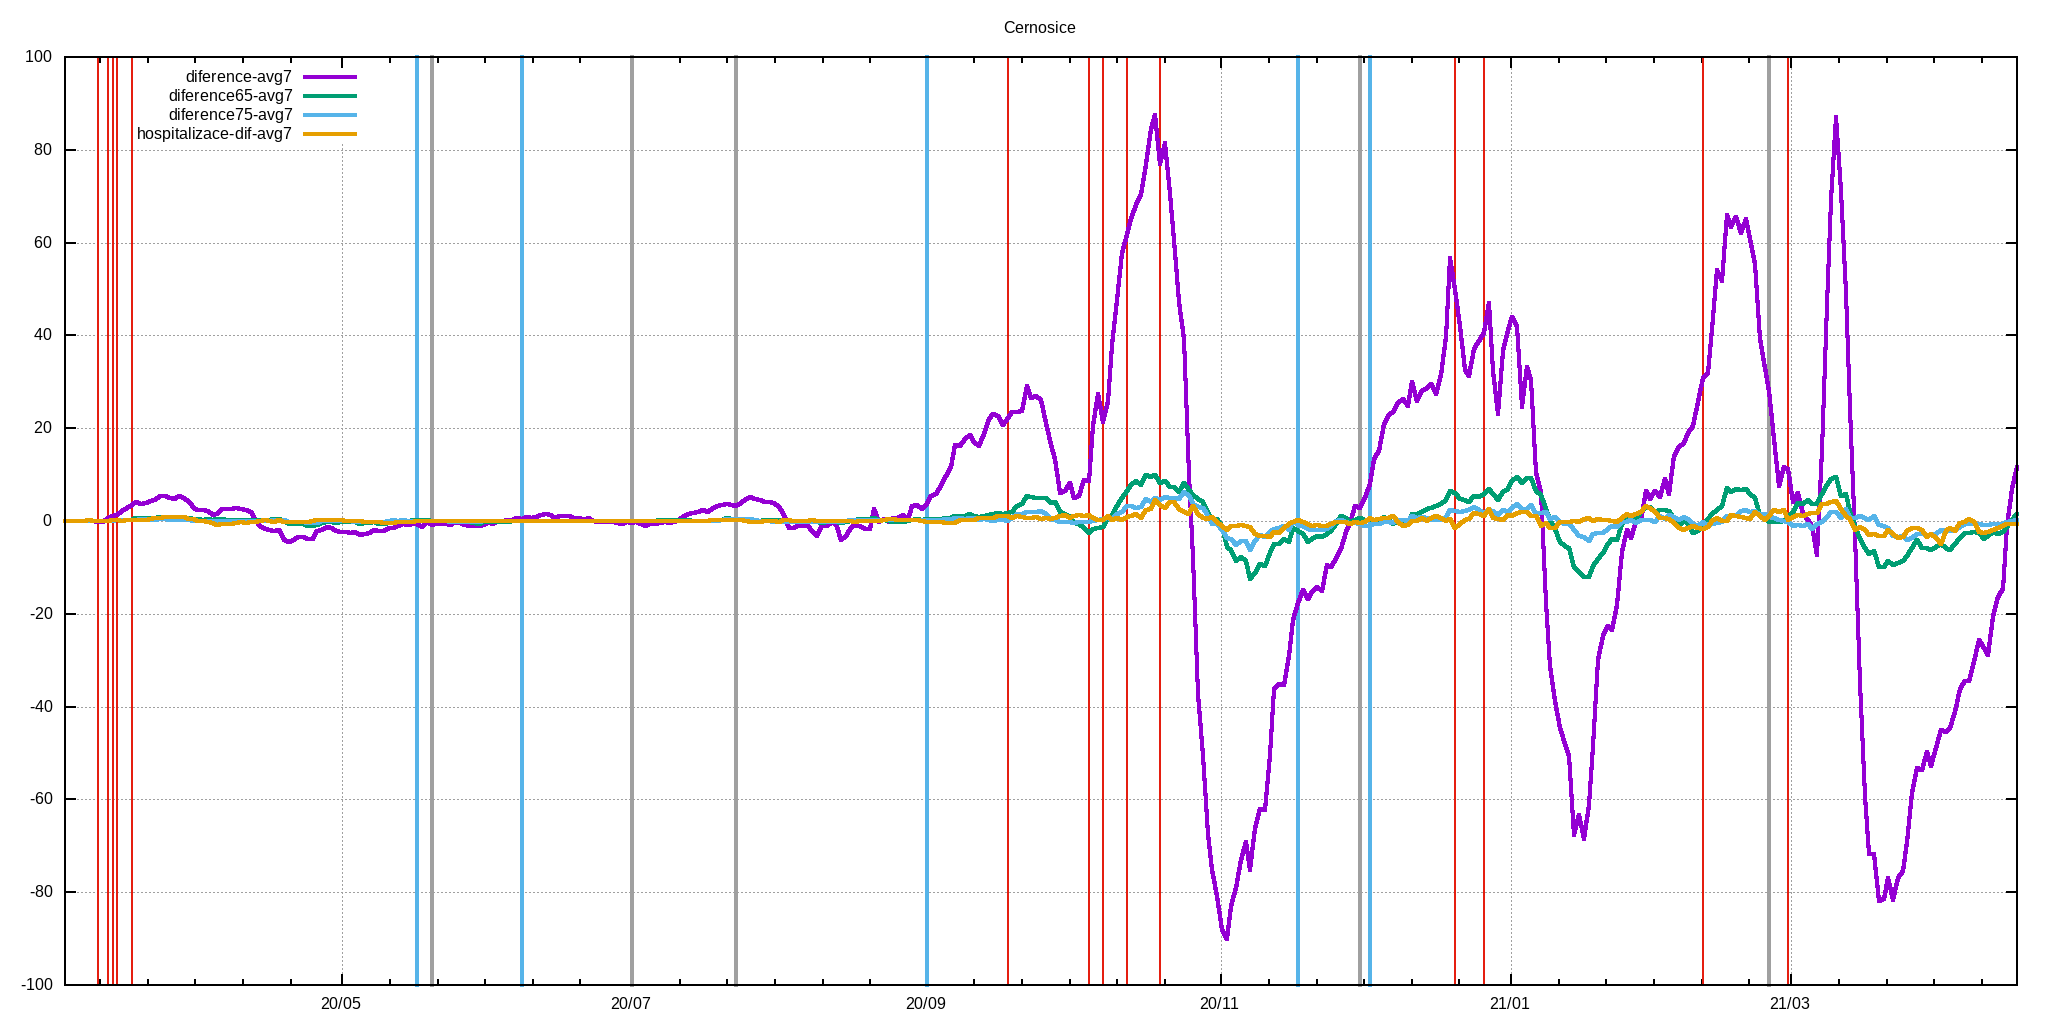 Cernosice
100
80
60
40
20
0
-20
-40
-60
-80
-100
diference-avg7
diference65-avg7
diference75-avg7
hospitalizace-dif-avg7
20/05 20/07 20/09 20/11 21/01 21/03